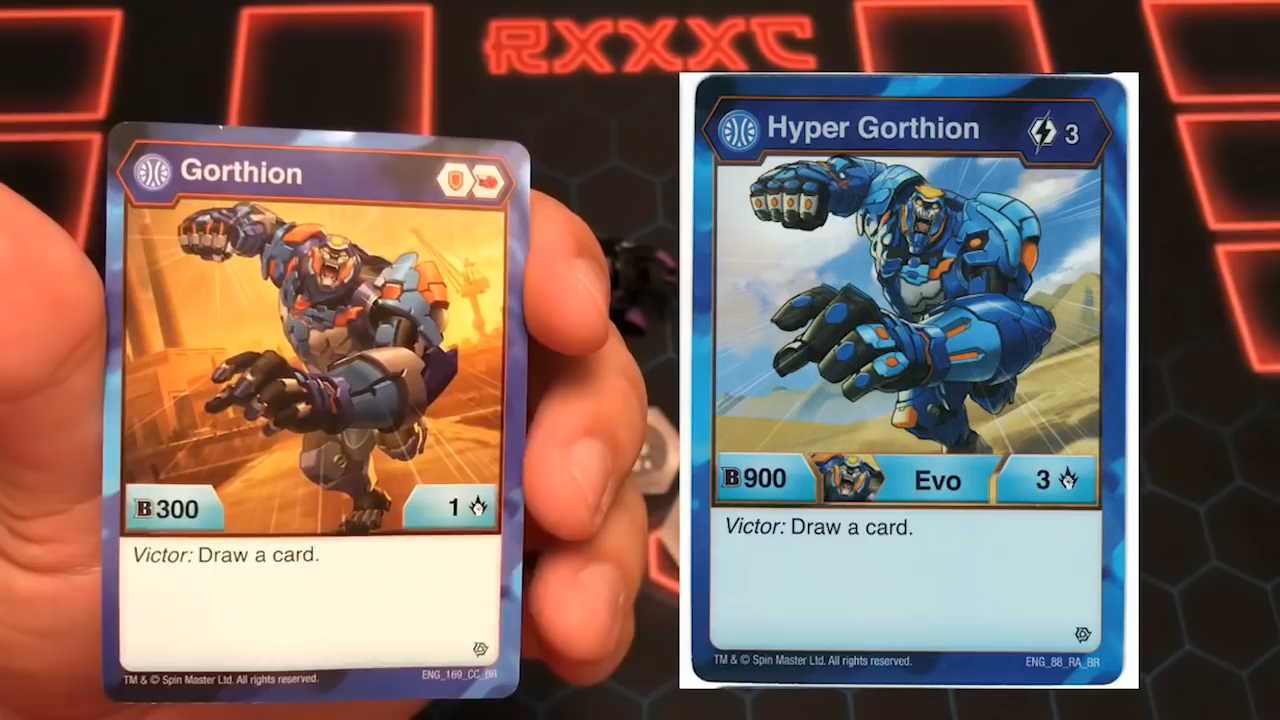 RXXXC
Gorthion
B 300
1
Victor: Draw a card.
TM & © Spin Master Ltd. All rights reserved.
ENG_169_CC_BR
Hyper Gorthion
3
B 900
Evo
3
Victor: Draw a card.
TM & © Spin Master Ltd. All rights reserved.
ENG_88_RA_BR